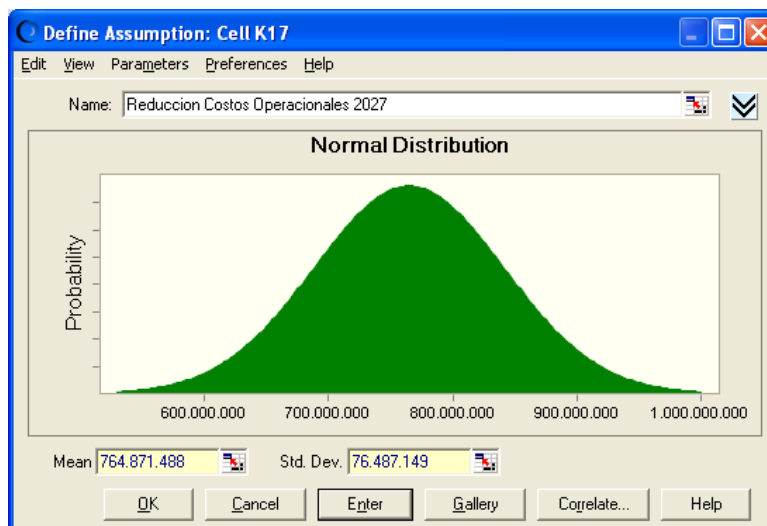 Define Assumption: Cell K17
Edit View Parameters Preferences Help
Name: Reduccion Costos Operacionales 2027
Normal Distribution
Probability
600.000.000 700.000.000 800.000.000 900.000.000 1.000.000.000
Mean 764.871.488 Std. Dev. 76.487.149
OK Cancel Enter Gallery Correlate... Help